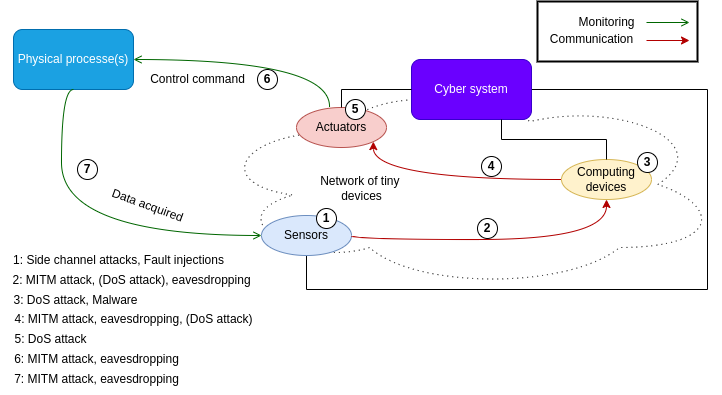 Monitoring
Communication
Physical processe(s)
Control command
6
Cyber system
5
Actuators
4
Computing
devices
3
7
Network of tiny
devices
Data acquired
1
Sensors
2
1: Side channel attacks, Fault injections
2: MITM attack, (DoS attack), eavesdropping
3: DoS attack, Malware
4: MITM attack, eavesdropping, (DoS attack)
5: DoS attack
6: MITM attack, eavesdropping
7: MITM attack, eavesdropping